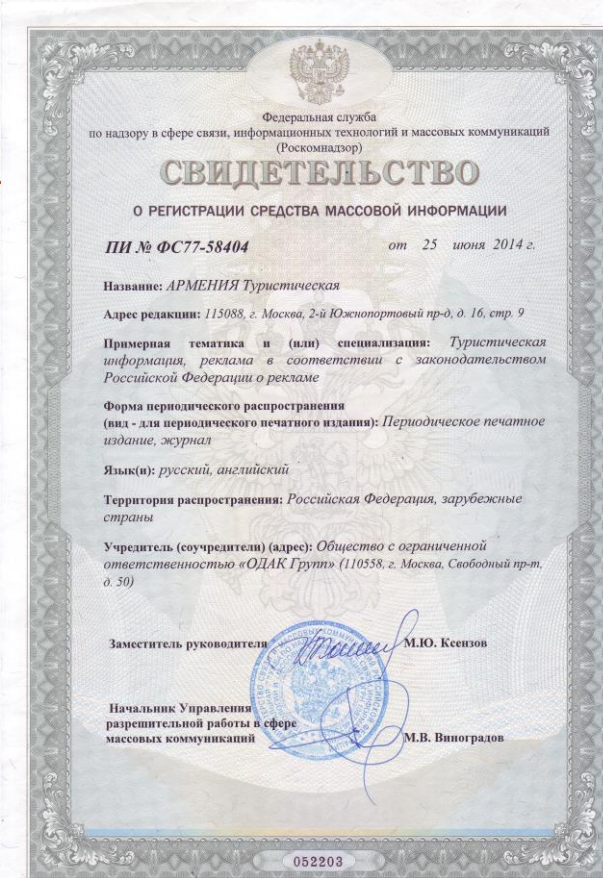 Федеральная служба
по надзору в сфере связи, информационных технологий и массовых коммуникаций
(Роскомнадзор)
СВИДЕТЕЛЬСТВО
О РЕГИСТРАЦИИ СРЕДСТВА МАССОВОЙ ИНФОРМАЦИИ
ПИ № ФС77-58404 от 25 июня 2014 г.
Название: АРМЕНИЯ Туристическая
Адрес редакции: 115088, г. Москва, 2-й Южнопортовый пр-д, д. 16, стр. 9
Примерная тематика и (или) специализация: Туристическая
информация, реклама в соответствии с законодательством
Российской Федерации о рекламе
Форма периодического распространения
(вид - для периодического печатного издания): Периодическое печатное
издание, журнал
Язык(и): русский, английский
Территория распространения: Российская Федерация, зарубежные
страны
Учредитель (соучредители) (адрес): Общество с ограниченной
ответственностью «ОДАК Групп» (110558, г. Москва, Свободный пр-т,
д. 50)
Заместитель руководителя М.Ю. Ксензов
Начальник Управления
разрешительной работы в сфере
массовых коммуникаций М.В. Виноградов
052203